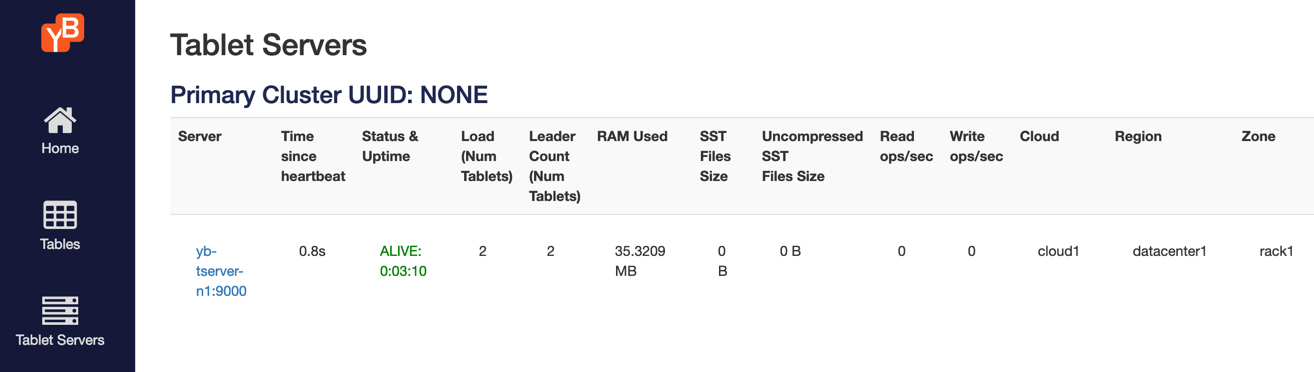 YB
Home
Tables
Tablet Servers
Tablet Servers
Primary Cluster UUID: NONE
Server
Time
since
heartbeat
Status &
Uptime
Load
(Num
Tablets)
Leader
Count
(Num
Tablets)
RAM Used
SST
Files
Size
Uncompressed
SST
Files Size
Read
ops/sec
Write
ops/sec
Cloud
Region
Zone
yb-
tserver-
n1:9000
0.8s
ALIVE:
0:03:10
2
2
35.3209
MB
0
B
0 B
0
0
cloud1
datacenter1
rack1